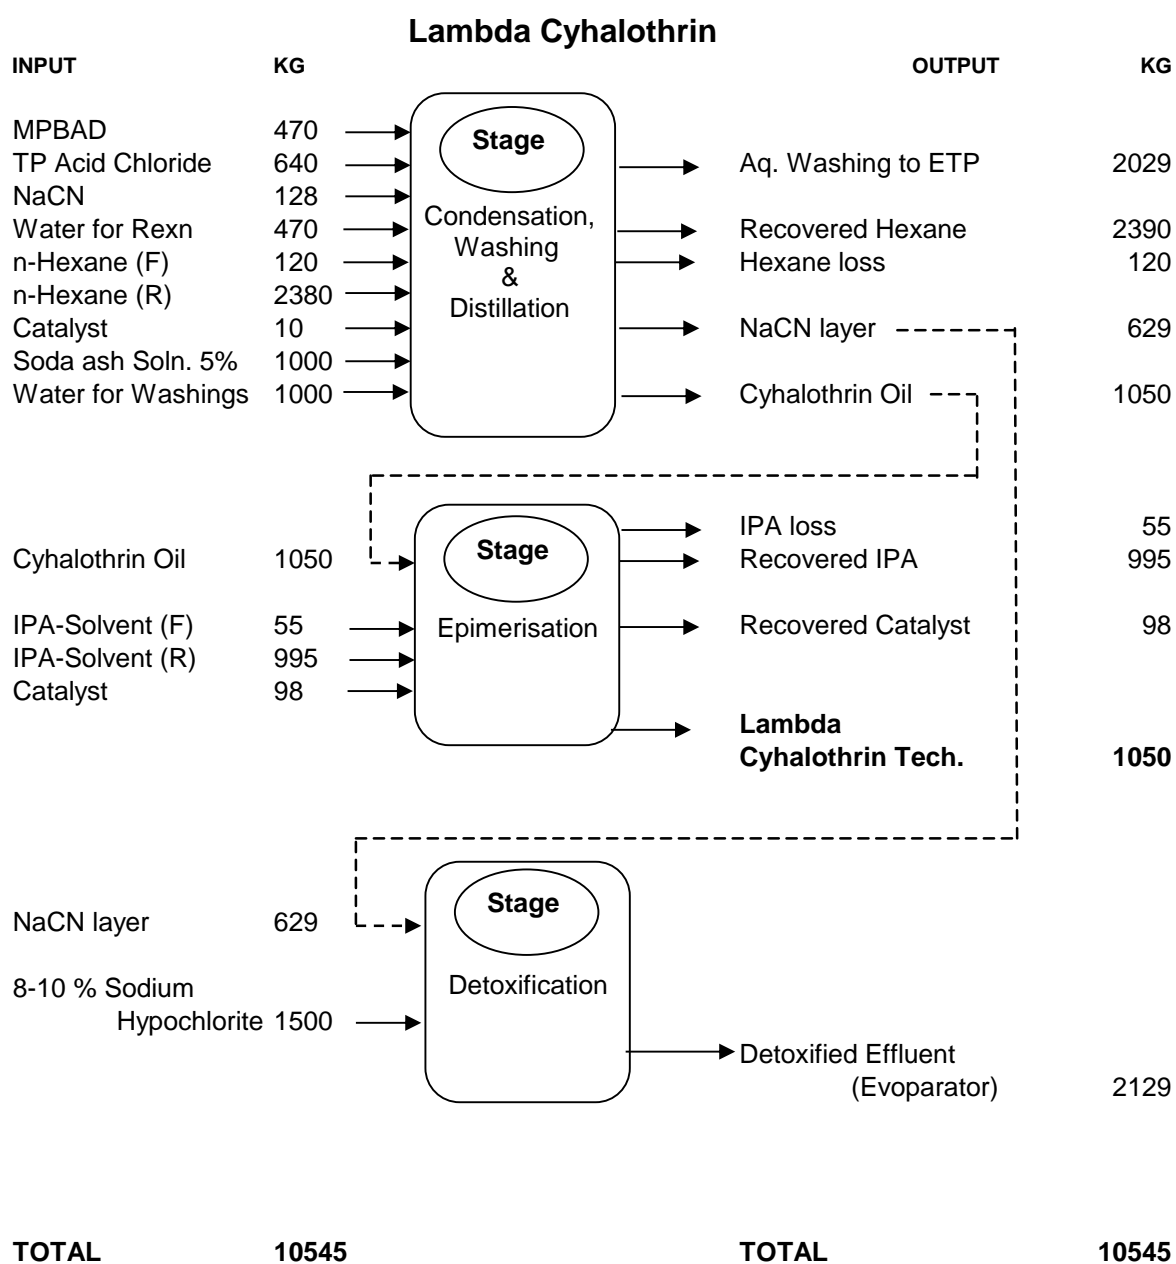 Lambda Cyhalothrin
INPUT KG OUTPUT KG
MPBAD 470
Stage
TP Acid Chloride 640 Aq. Washing to ETP 2029
NaCN 128
Condensation,
Water for Rexn 470 Recovered Hexane 2390
Washing
n-Hexane (F) 120 Hexane loss 120
&
n-Hexane (R) 2380
Distillation
Catalyst 10 NaCN layer 629
Soda ash Soln. 5% 1000
Water for Washings 1000 Cyhalothrin Oil 1050
IPA loss 55
Stage
Cyhalothrin Oil 1050 Recovered IPA 995
IPA-Solvent (F) 55 Epimerisation Recovered Catalyst 98
IPA-Solvent (R) 995
Catalyst 98
Lambda
Cyhalothrin Tech. 1050
Stage
NaCN layer 629
8-10 % Sodium Detoxification
Hypochlorite 1500
Detoxified Effluent
(Evoparator) 2129
TOTAL 10545 TOTAL 10545